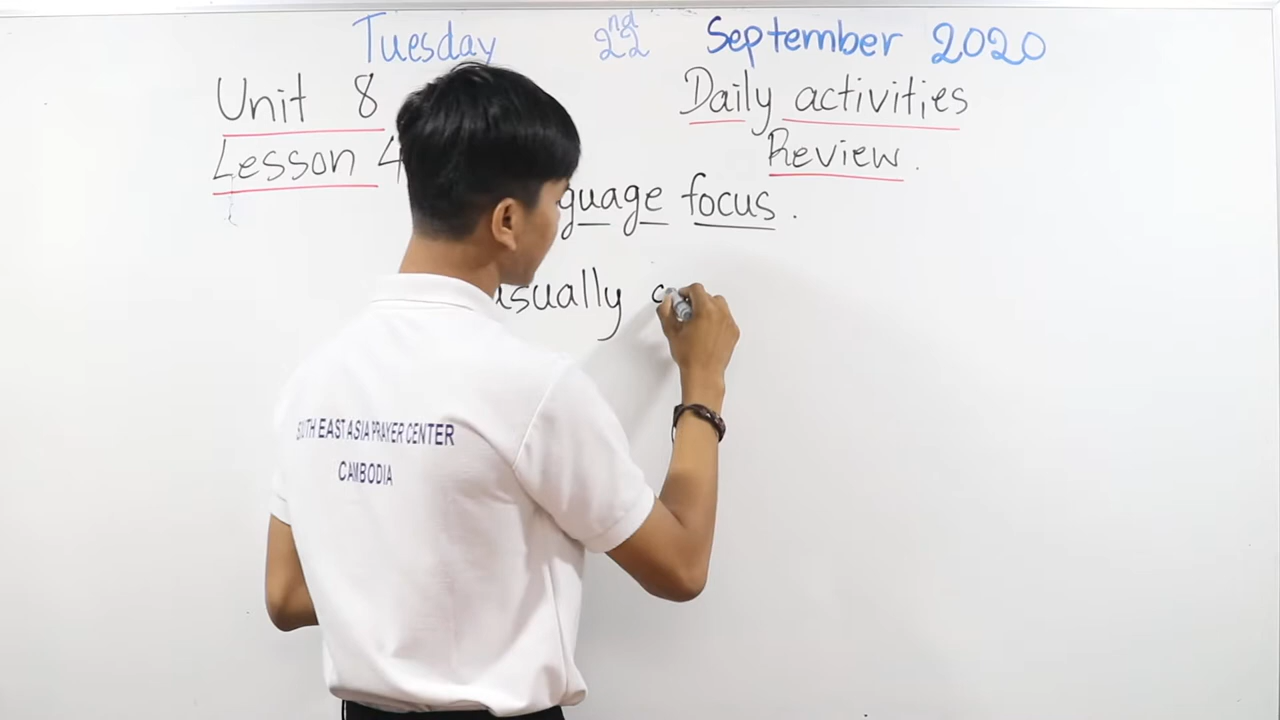 Tuesday 22nd September 2020
Unit 8 Daily activities
Lesson 4 Review.
guage focus.
usually
SOUTH EAST ASIA PRAYER CENTER
CAMBODIA